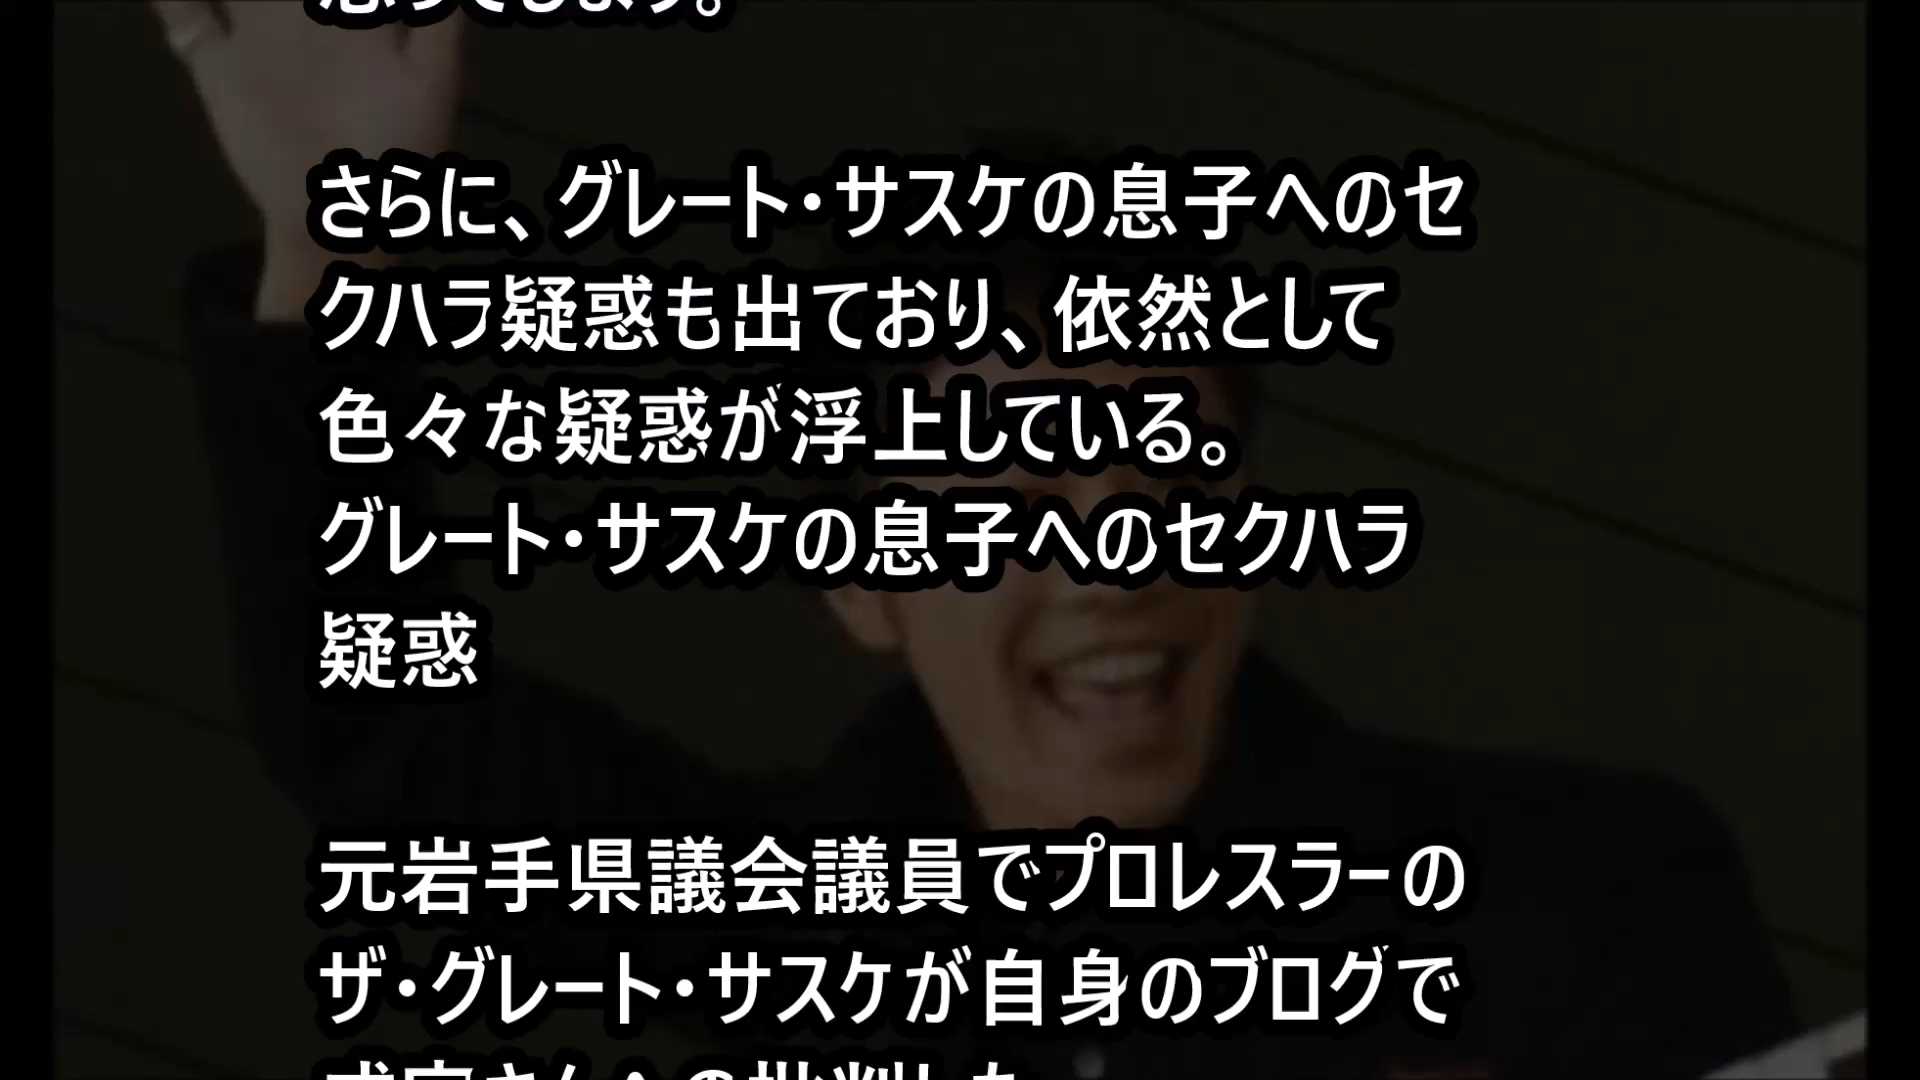 さらに、グレート・サスケの息子へのセ
クハラ疑惑も出ており、依然として
色々な疑惑が浮上している。
グレート・サスケの息子へのセクハラ
疑惑
元岩手県議会議員でプロレスラーの
ザ・グレート・サスケが自身のブログで